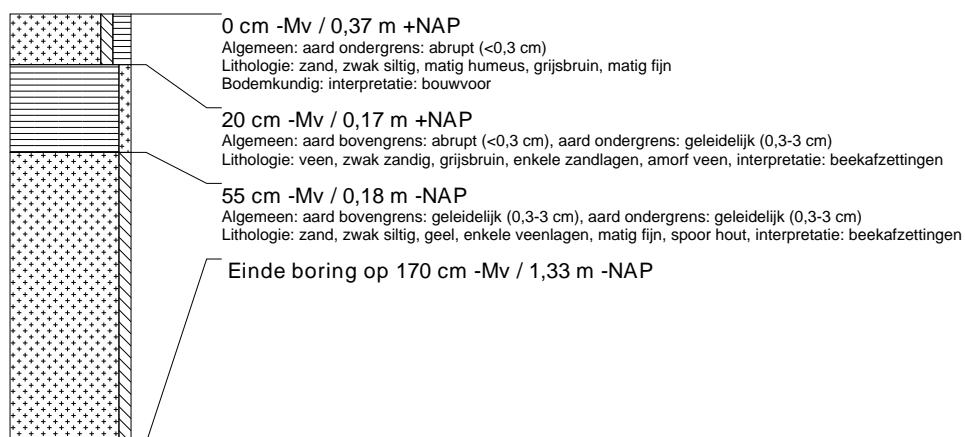 0 cm -Mv / 0,37 m +NAP
Algemeen: aard ondergrens: abrupt (<0,3 cm)
Lithologie: zand, zwak siltig, matig humeus, grijsbruin, matig fijn
Bodemkundig: interpretatie: bouwvoor
20 cm -Mv / 0,17 m +NAP
Algemeen: aard bovengrens: abrupt (<0,3 cm), aard ondergrens: geleidelijk (0,3-3 cm)
Lithologie: veen, zwak zandig, grijsbruin, enkele zandlagen, amorf veen, interpretatie: beekafzettingen
55 cm -Mv / 0,18 m -NAP
Algemeen: aard bovengrens: geleidelijk (0,3-3 cm), aard ondergrens: geleidelijk (0,3-3 cm)
Lithologie: zand, zwak siltig, geel, enkele veenlagen, matig fijn, spoor hout, interpretatie: beekafzettingen
Einde boring op 170 cm -Mv / 1,33 m -NAP